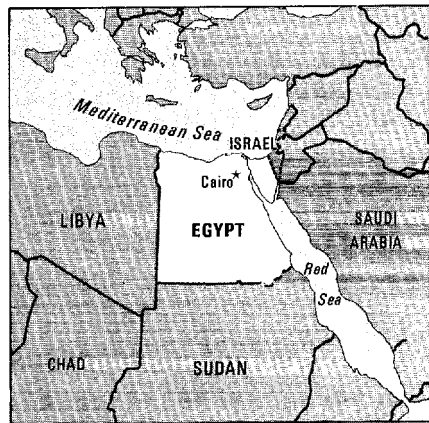 Mediterranean Sea
ISRAEL
Cairo
LIBYA
EGYPT
SAUDI
ARABIA
Red
Sea
CHAD
SUDAN